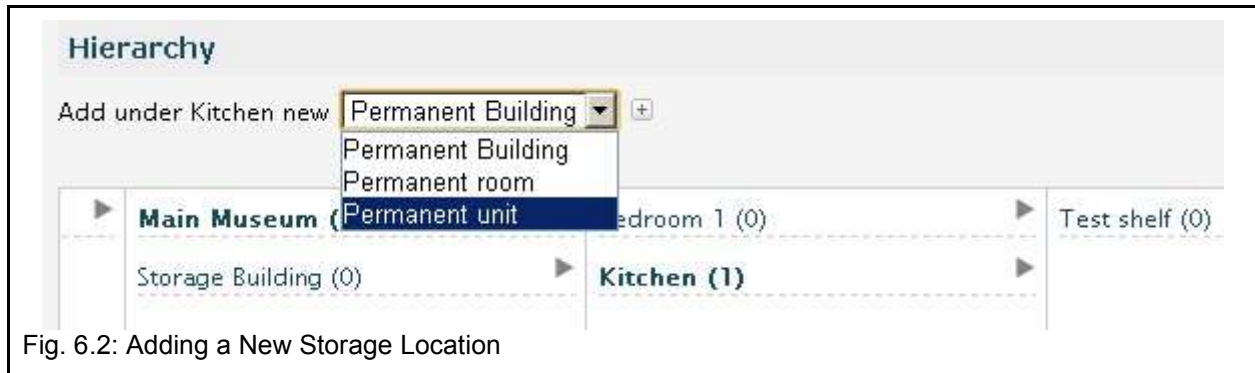 Hierarchy
Add under Kitchen new Permanent Building
Permanent Building
Permanent room
Permanent unit
Main Museum ( edroom 1 (0) Test shelf (0)
Storage Building (0) Kitchen (1)
Fig. 6.2: Adding a New Storage Location